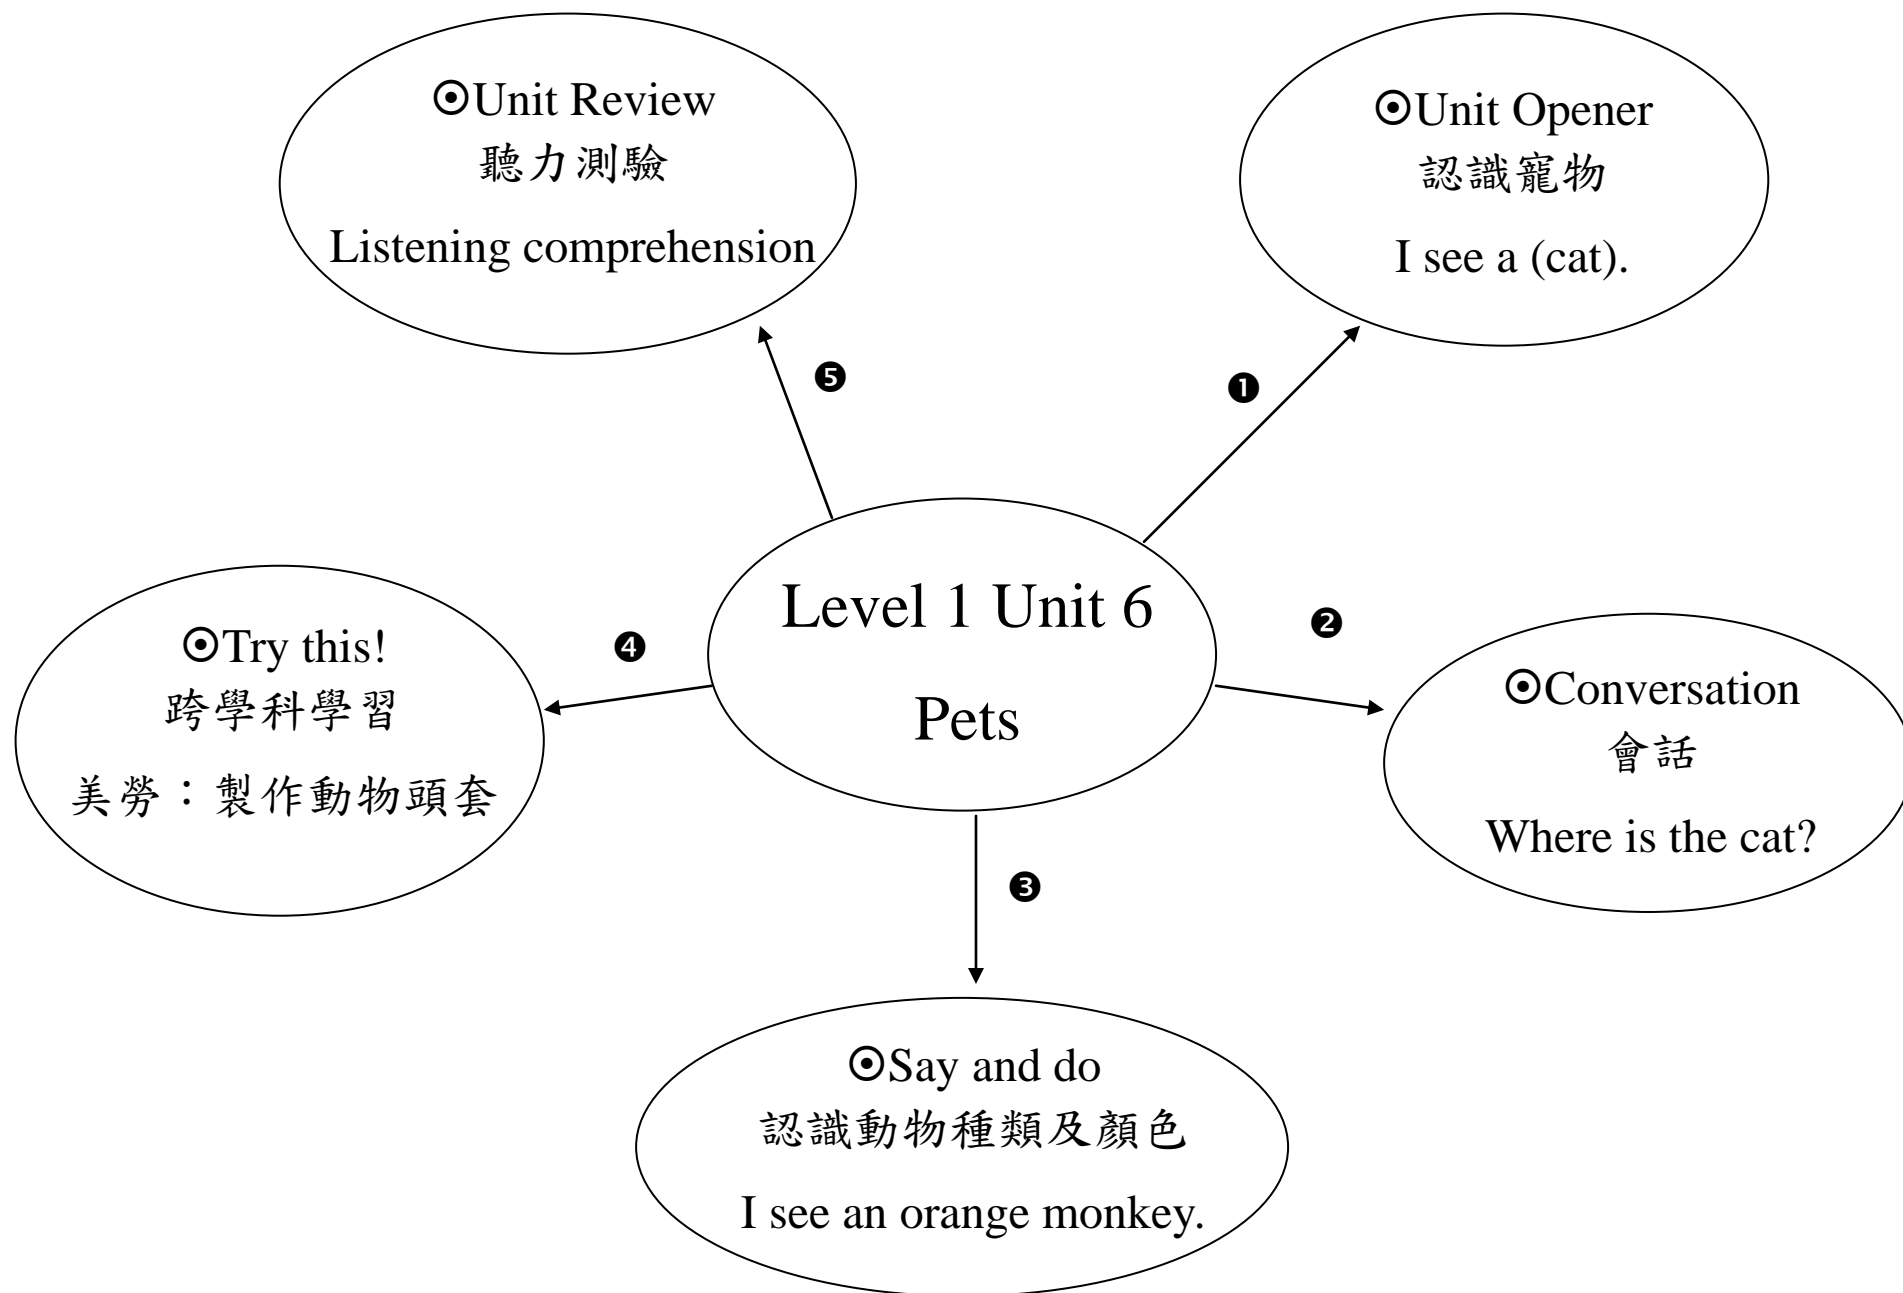 Level 1 Unit 6
Pets
❶
⊙Unit Opener
認識寵物
I see a (cat).
❷
⊙Conversation
會話
Where is the cat?
❸
⊙Say and do
認識動物種類及顏色
I see an orange monkey.
❹
⊙Try this!
跨學科學習
美勞：製作動物頭套
❺
⊙Unit Review
聽力測驗
Listening comprehension